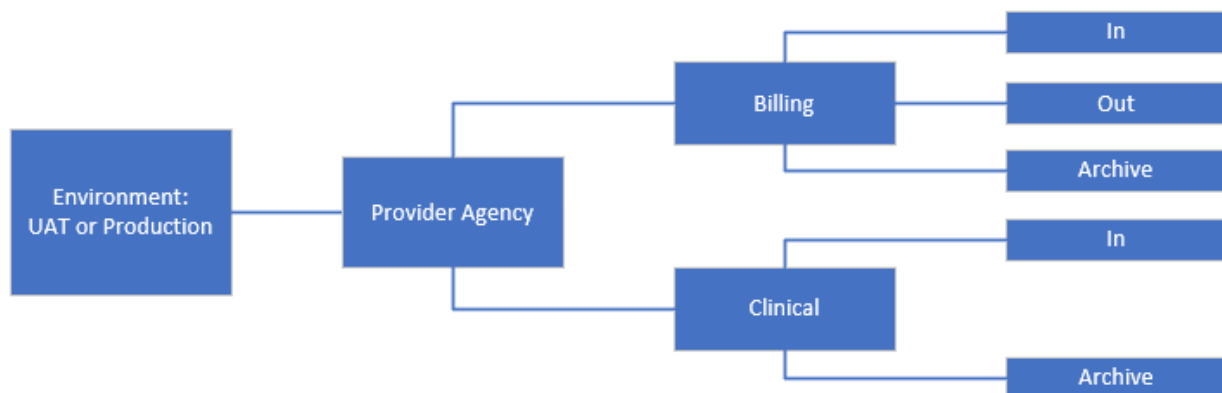 Environment:
UAT or Production
Provider Agency
Billing
In
Out
Archive
Clinical
In
Archive